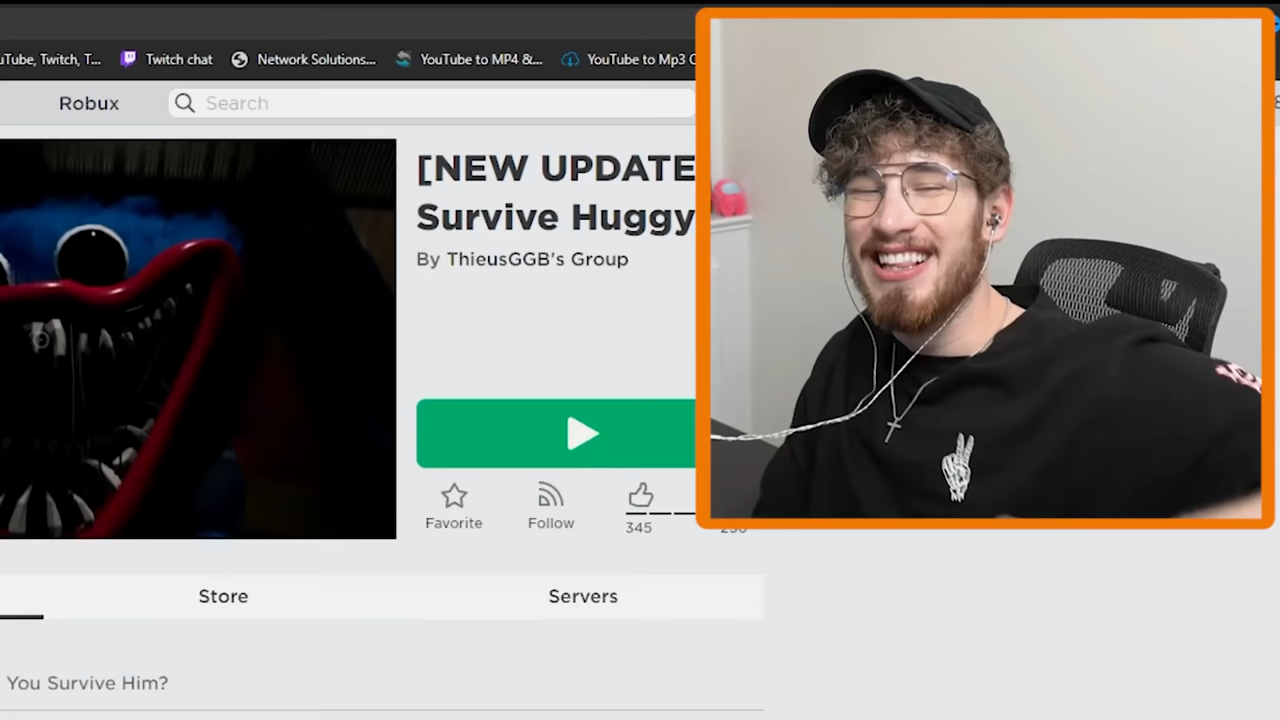 uTube, Twitch, T... Twitch chat Network Solutions... YouTube to MP4 &... YouTube to Mp3 C
Robux Search
[NEW UPDATE
Survive Huggy
By ThieusGGB's Group
Favorite Follow 345
Store Servers
You Survive Him?